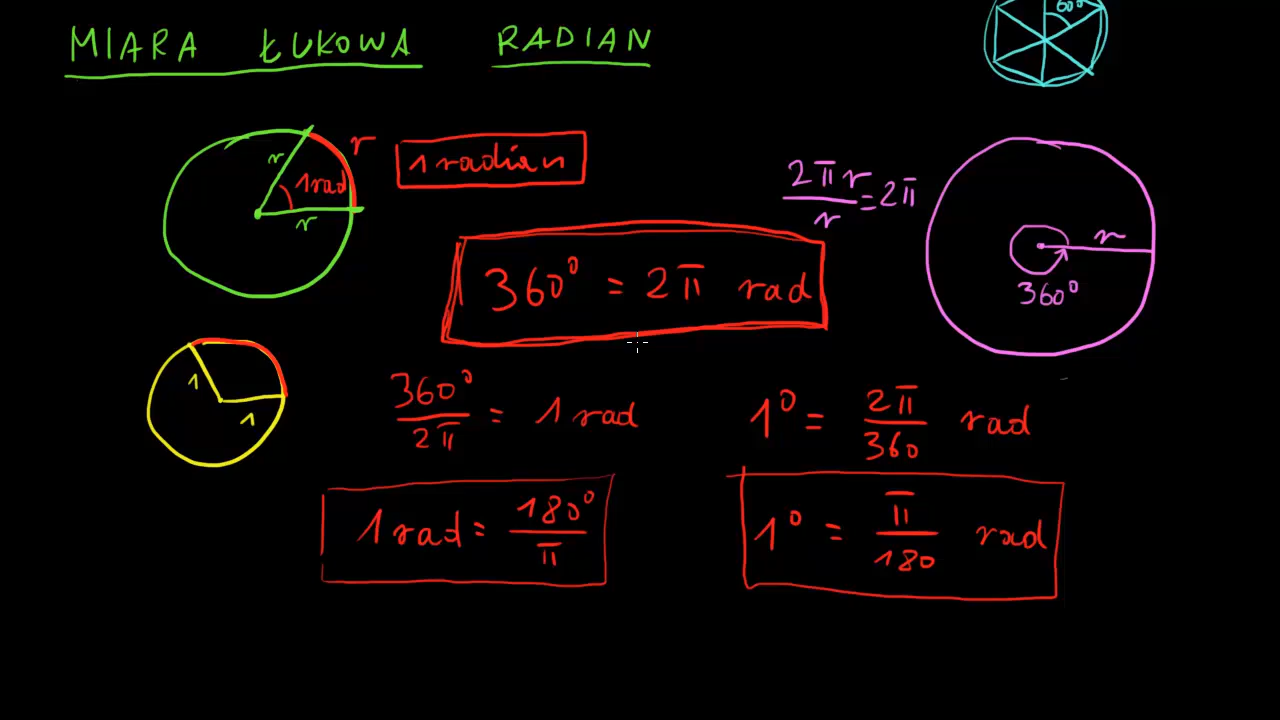 MIARA ŁUKOWA RADIAN
60°
r
r
1rad
r
1 radian
2πr/r = 2π
r
360°
360° = 2π rad
1
1
360°/2π = 1 rad
1° = 2π/360 rad
1 rad = 180°/π
1° = π/180 rad